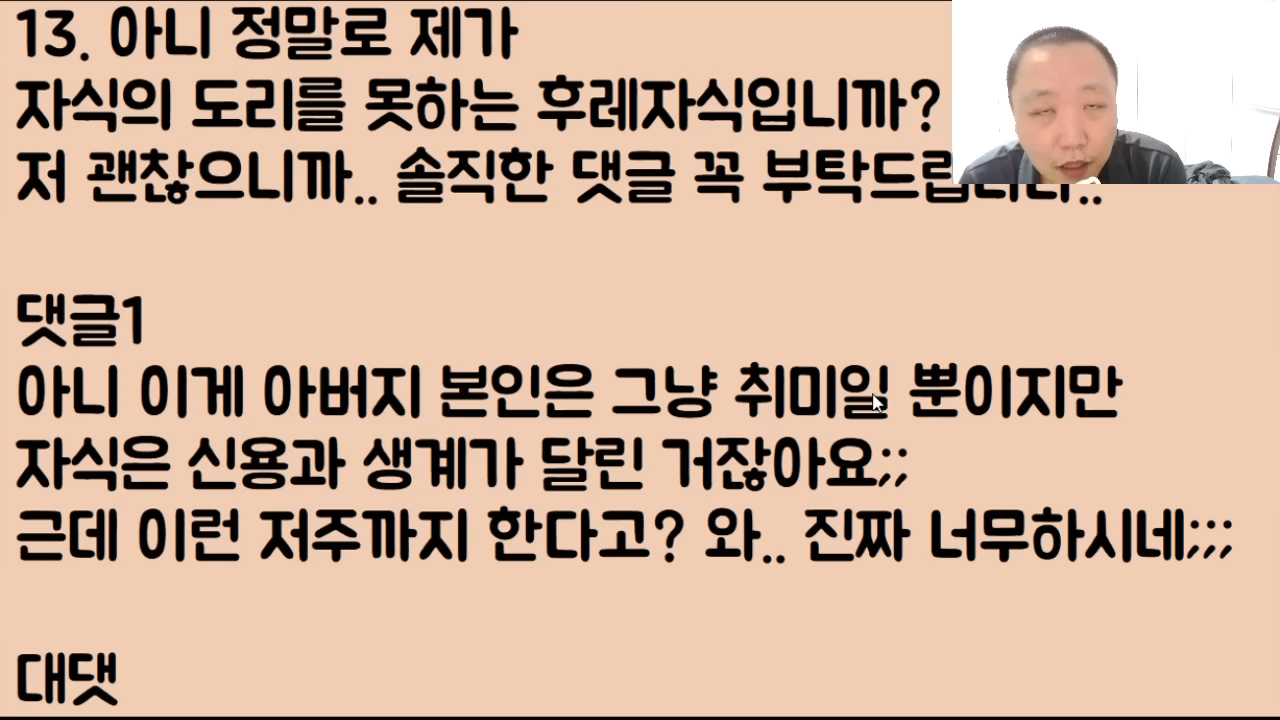 13. 아니 정말로 제가
자식의 도리를 못하는 후레자식입니까?
저 괜찮으니까.. 솔직한 댓글 꼭 부탁드립니다..
댓글1
아니 이게 아버지 본인은 그냥 취미일 뿐이지만
자식은 신용과 생계가 달린 거잖아요;;
근데 이런 저주까지 한다고? 와.. 진짜 너무하시네;;;
대댓